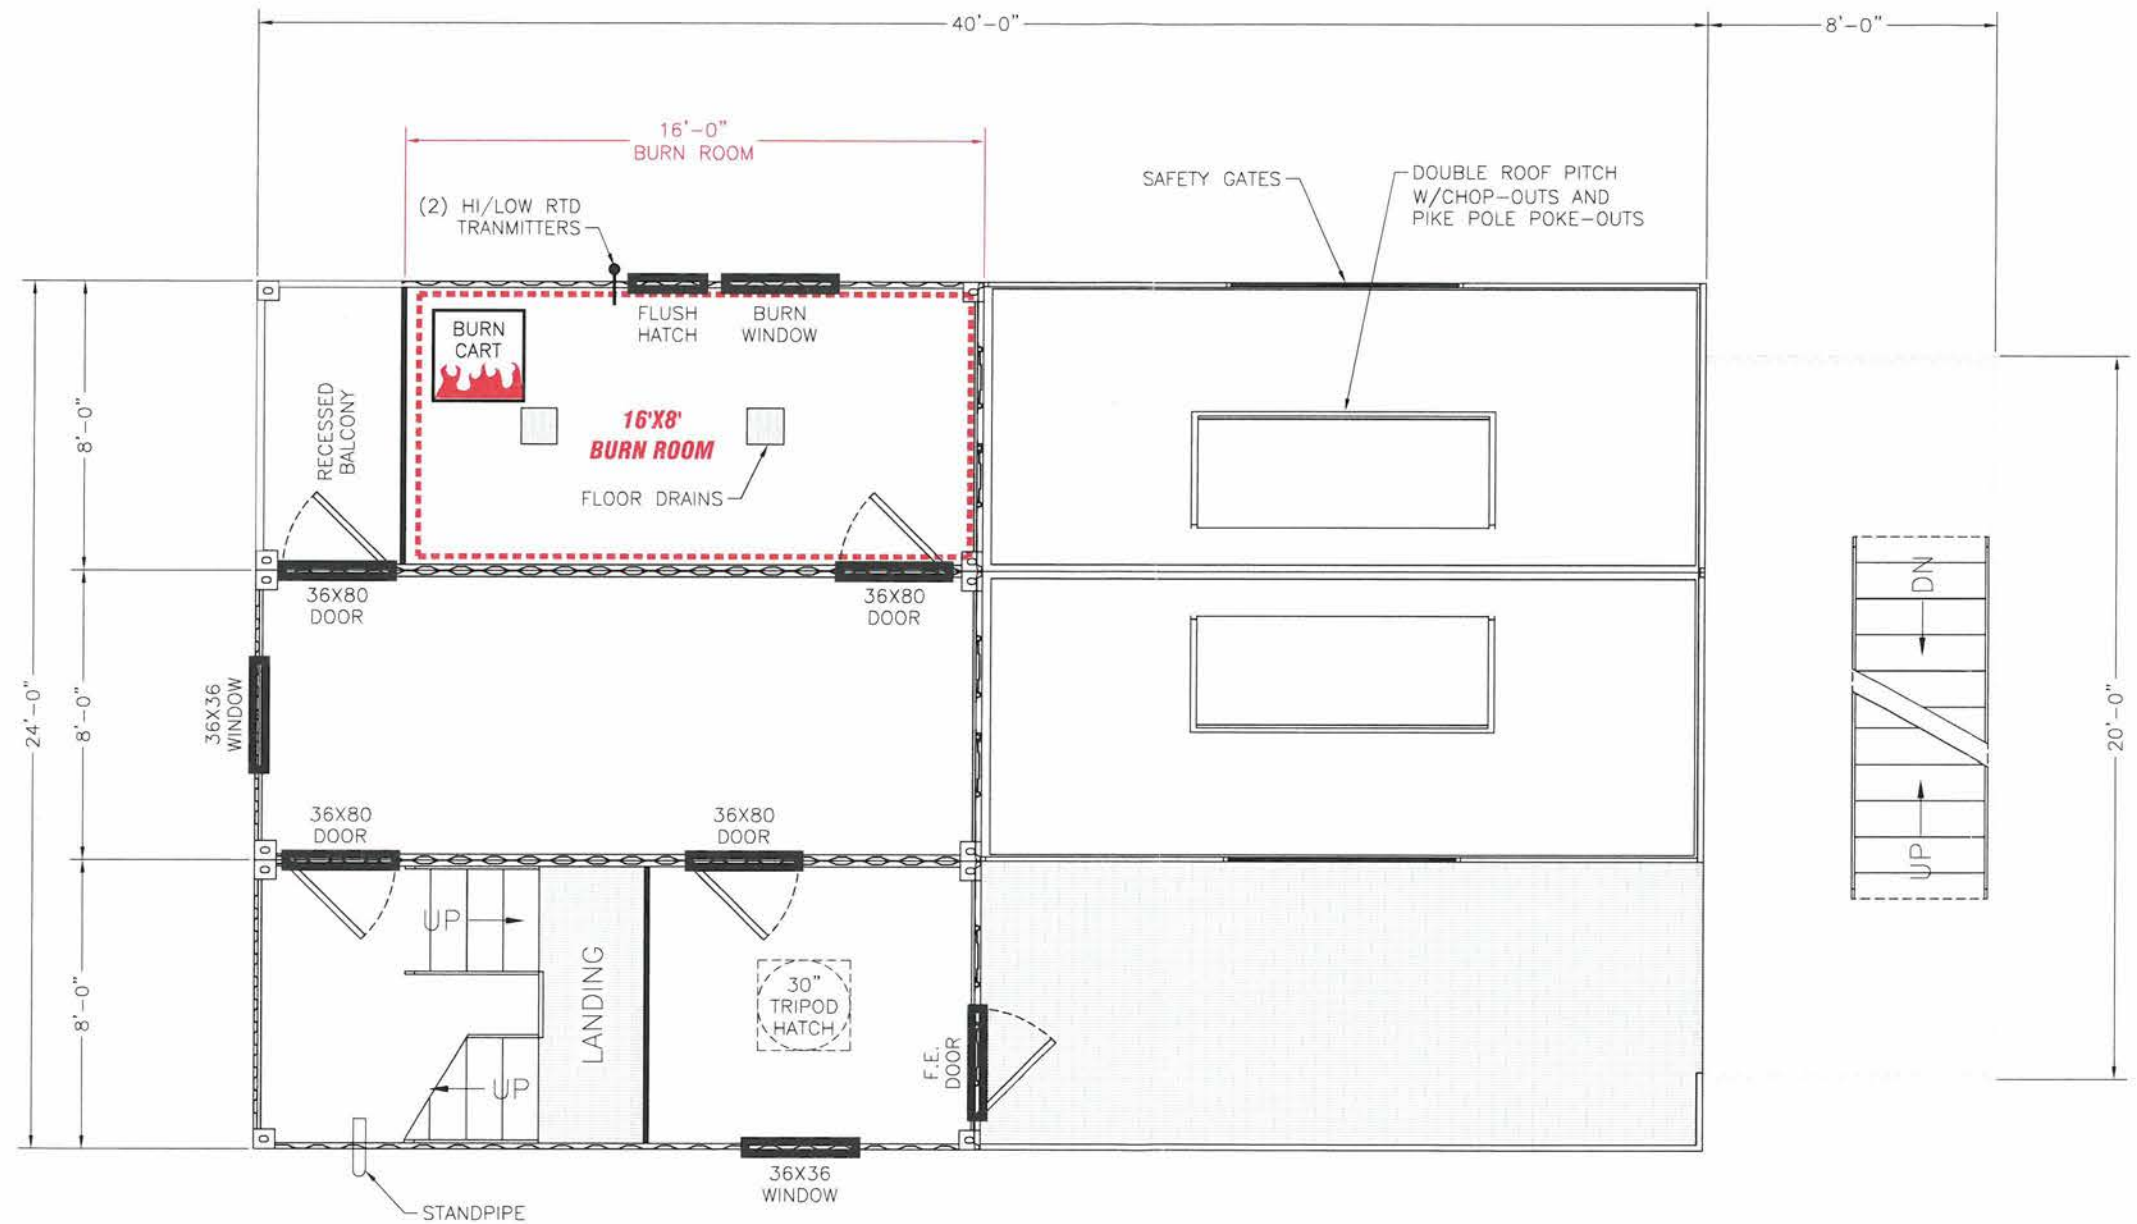 40'-0"
8'-0"
16'-0"
BURN ROOM
(2) HI/LOW RTD
TRANMITTERS
SAFETY GATES
DOUBLE ROOF PITCH
W/CHOP-OUTS AND
PIKE POLE POKE-OUTS
FLUSH
HATCH
BURN
WINDOW
BURN
CART
RECESSED
BALCONY
16'X8'
BURN ROOM
FLOOR DRAINS
8'-0"
36X80
DOOR
36X80
DOOR
DN
24'-0"
8'-0"
36X36
WINDOW
20'-0"
36X80
DOOR
36X80
DOOR
UP
UP
LANDING
30"
TRIPOD
HATCH
8'-0"
F.E.
DOOR
UP
36X36
WINDOW
STANDPIPE